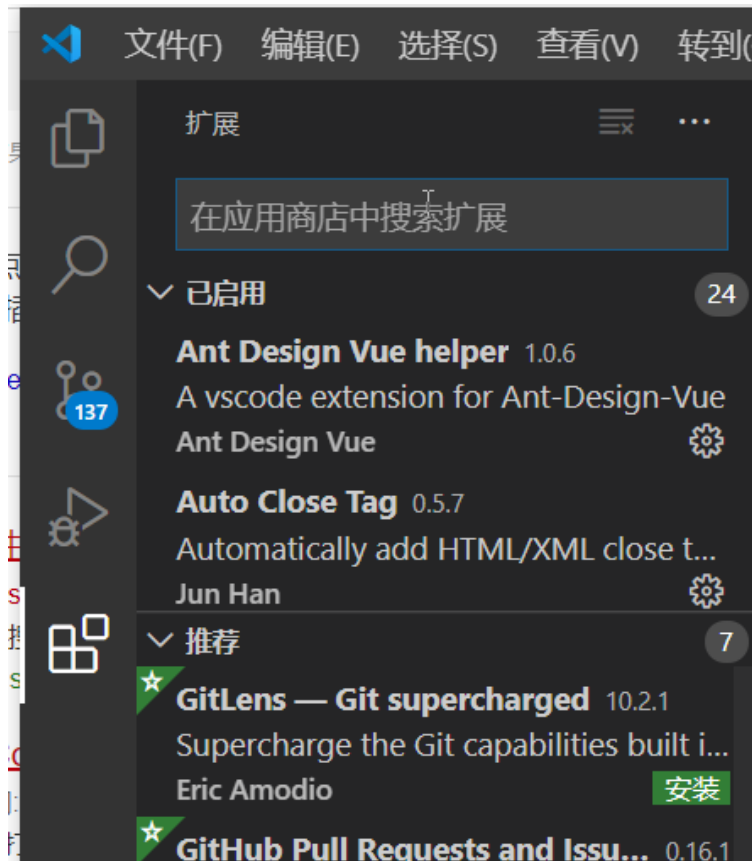 文件(F) 编辑(E) 选择(S) 查看(V) 转到(
扩展
在应用商店中搜索扩展
已启用 24
Ant Design Vue helper 1.0.6
A vscode extension for Ant-Design-Vue
137
Ant Design Vue
Auto Close Tag 0.5.7
Automatically add HTML/XML close t...
Jun Han
推荐 7
GitLens — Git supercharged 10.2.1
Supercharge the Git capabilities built i...
Eric Amodio 安装
GitHub Pull Requests and Issu... 0.16.1